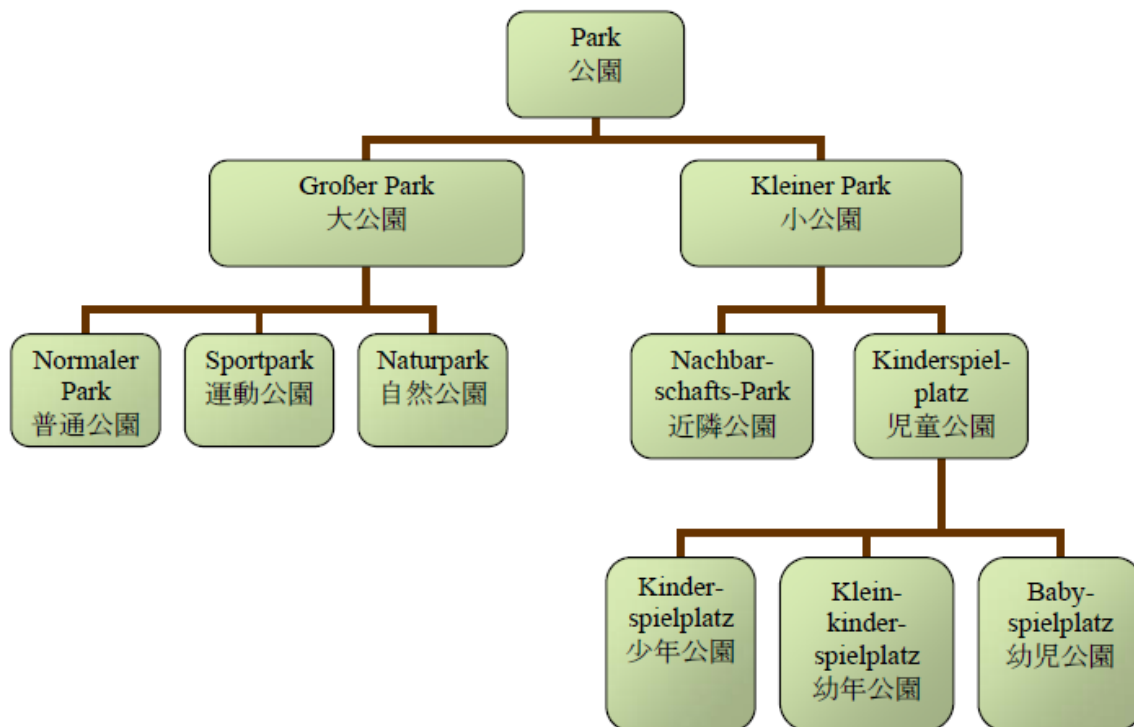 Park
公園
Großer Park
大公園
Kleiner Park
小公園
Normaler
Park
普通公園
Sportpark
運動公園
Naturpark
自然公園
Nachbar-
schafts-Park
近隣公園
Kinderspiel-
platz
児童公園
Kinder-
spielplatz
少年公園
Klein-
kinder-
spielplatz
幼年公園
Baby-
spielplatz
幼児公園